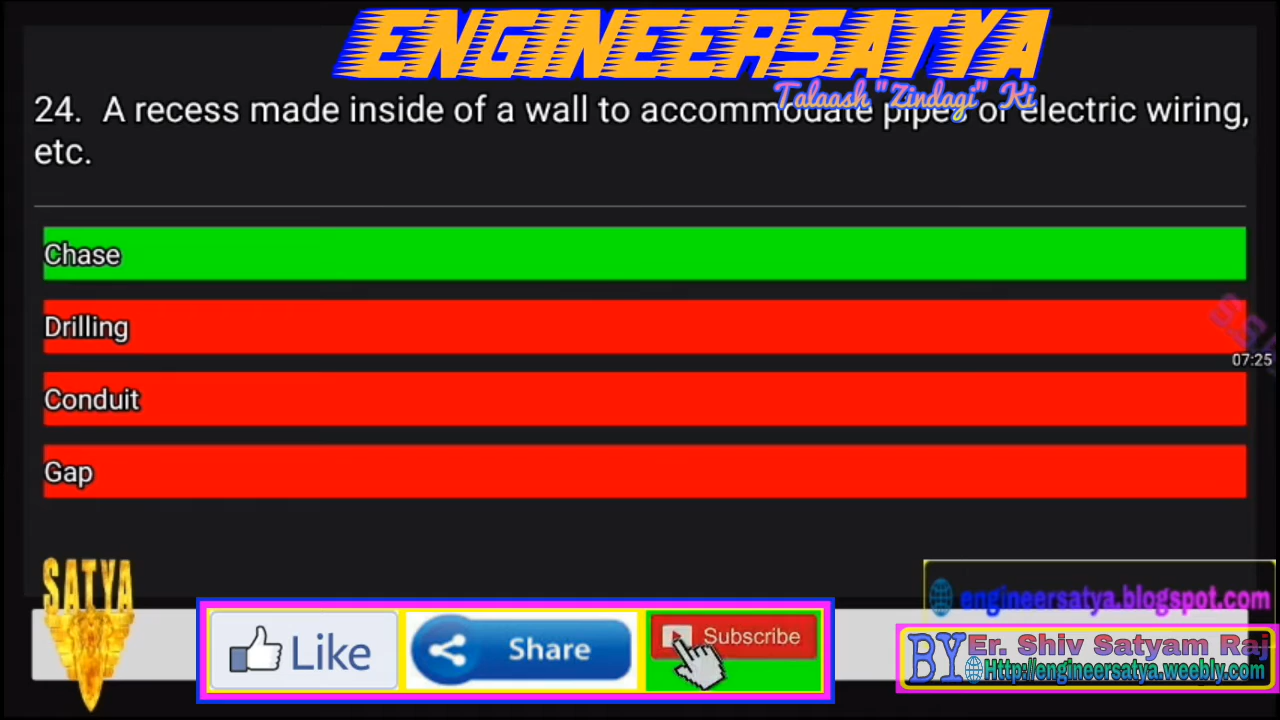 ENGINEERSATYA
Talaash "Zindagi" Ki
24. A recess made inside of a wall to accommodate pipes or electric wiring,
etc.
Chase
Drilling
07:25
Conduit
Gap
SATYA
engineersatya.blogspot.com
Like
Share
Subscribe
BY Er. Shiv Satyam Raj
Http://engineersatya.weebly.com